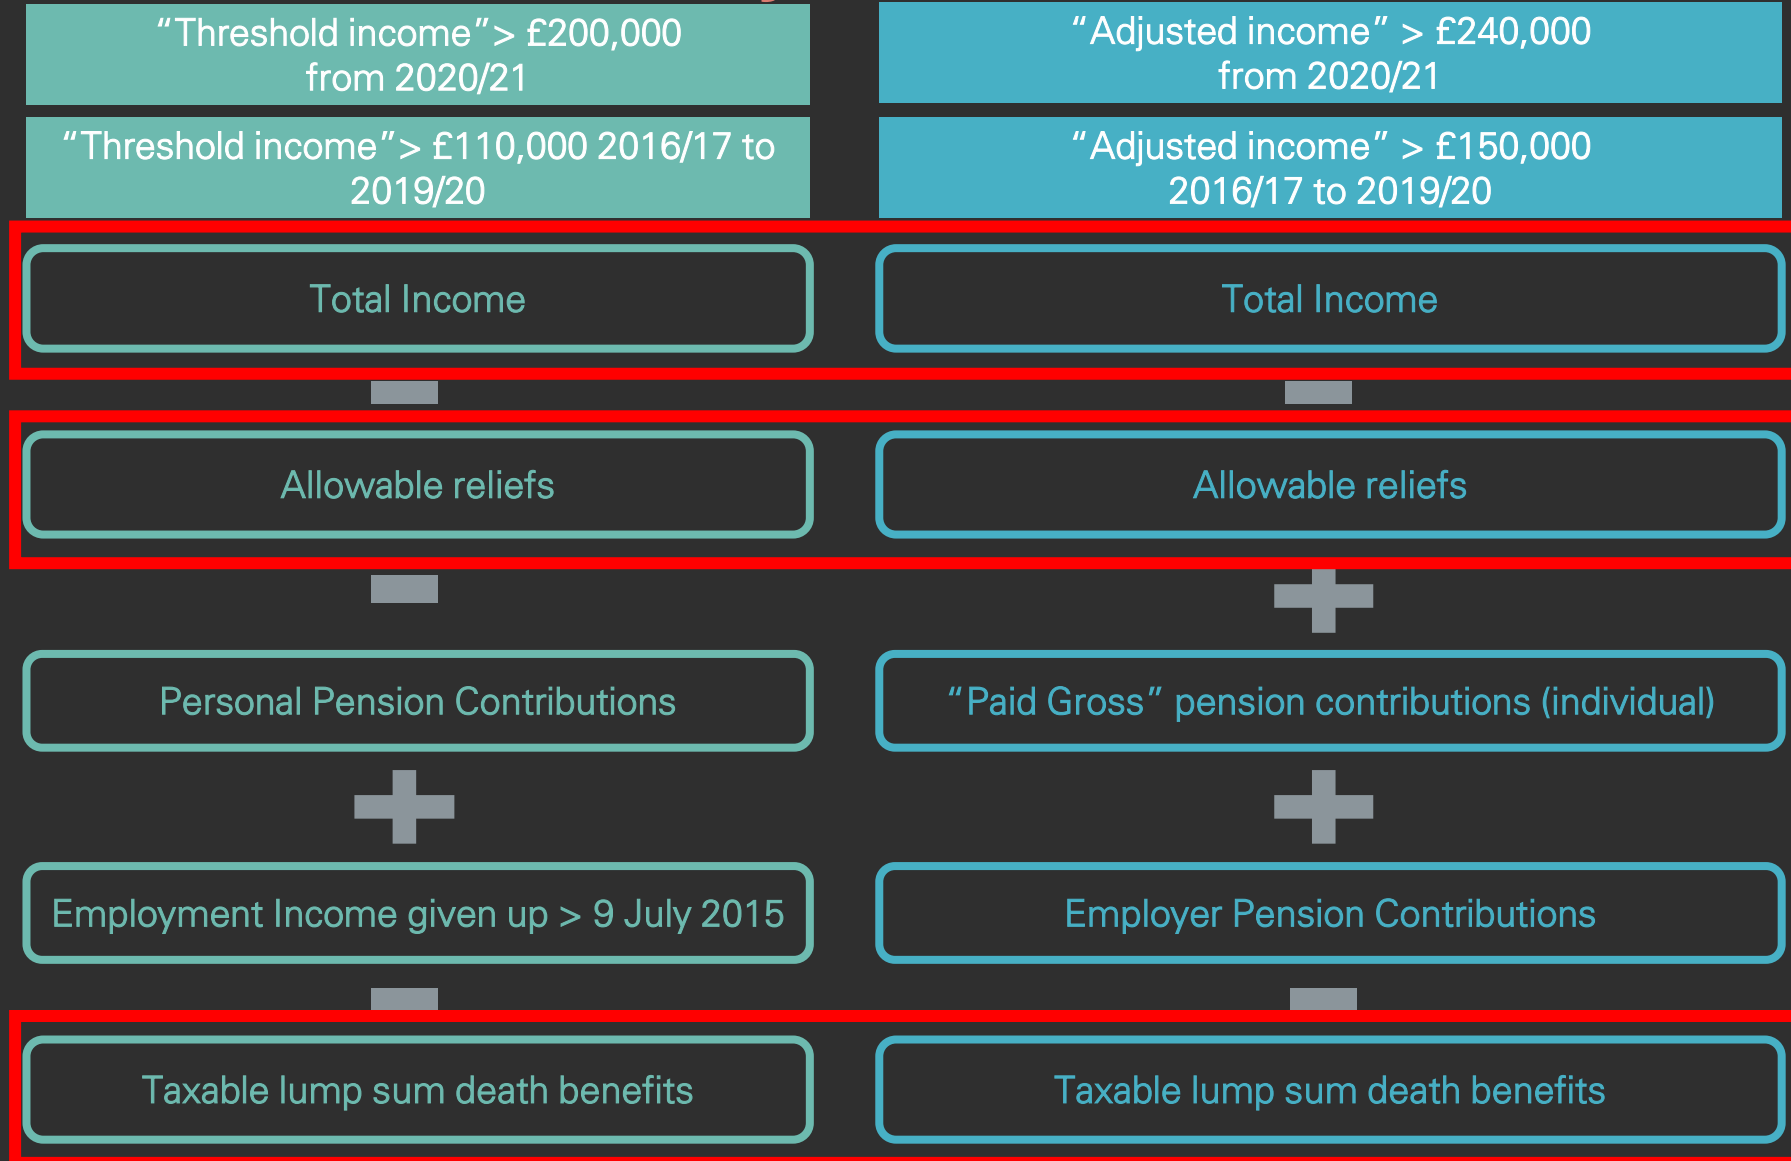 “Threshold income”> £200,000
from 2020/21
“Adjusted income” > £240,000
from 2020/21
“Threshold income”> £110,000 2016/17 to
2019/20
“Adjusted income” > £150,000
2016/17 to 2019/20
Total Income
Total Income
Allowable reliefs
Allowable reliefs
Personal Pension Contributions
“Paid Gross” pension contributions (individual)
Employment Income given up > 9 July 2015
Employer Pension Contributions
Taxable lump sum death benefits
Taxable lump sum death benefits